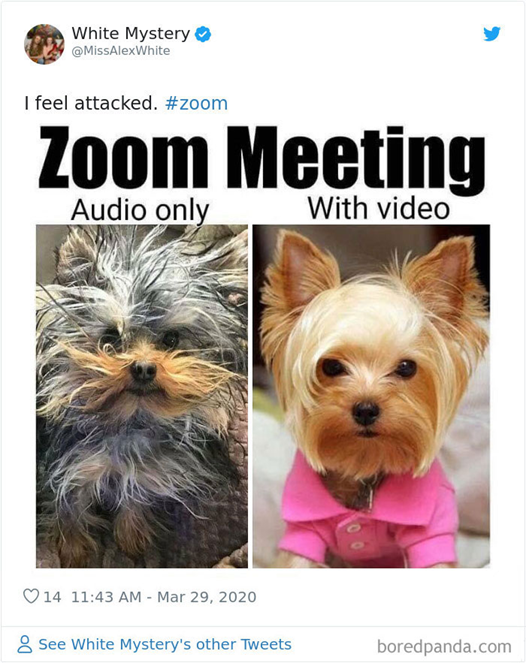 White Mystery
@MissAlexWhite
I feel attacked. #zoom
Zoom Meeting
Audio only With video
14 11:43 AM - Mar 29, 2020
See White Mystery's other Tweets
boredpanda.com